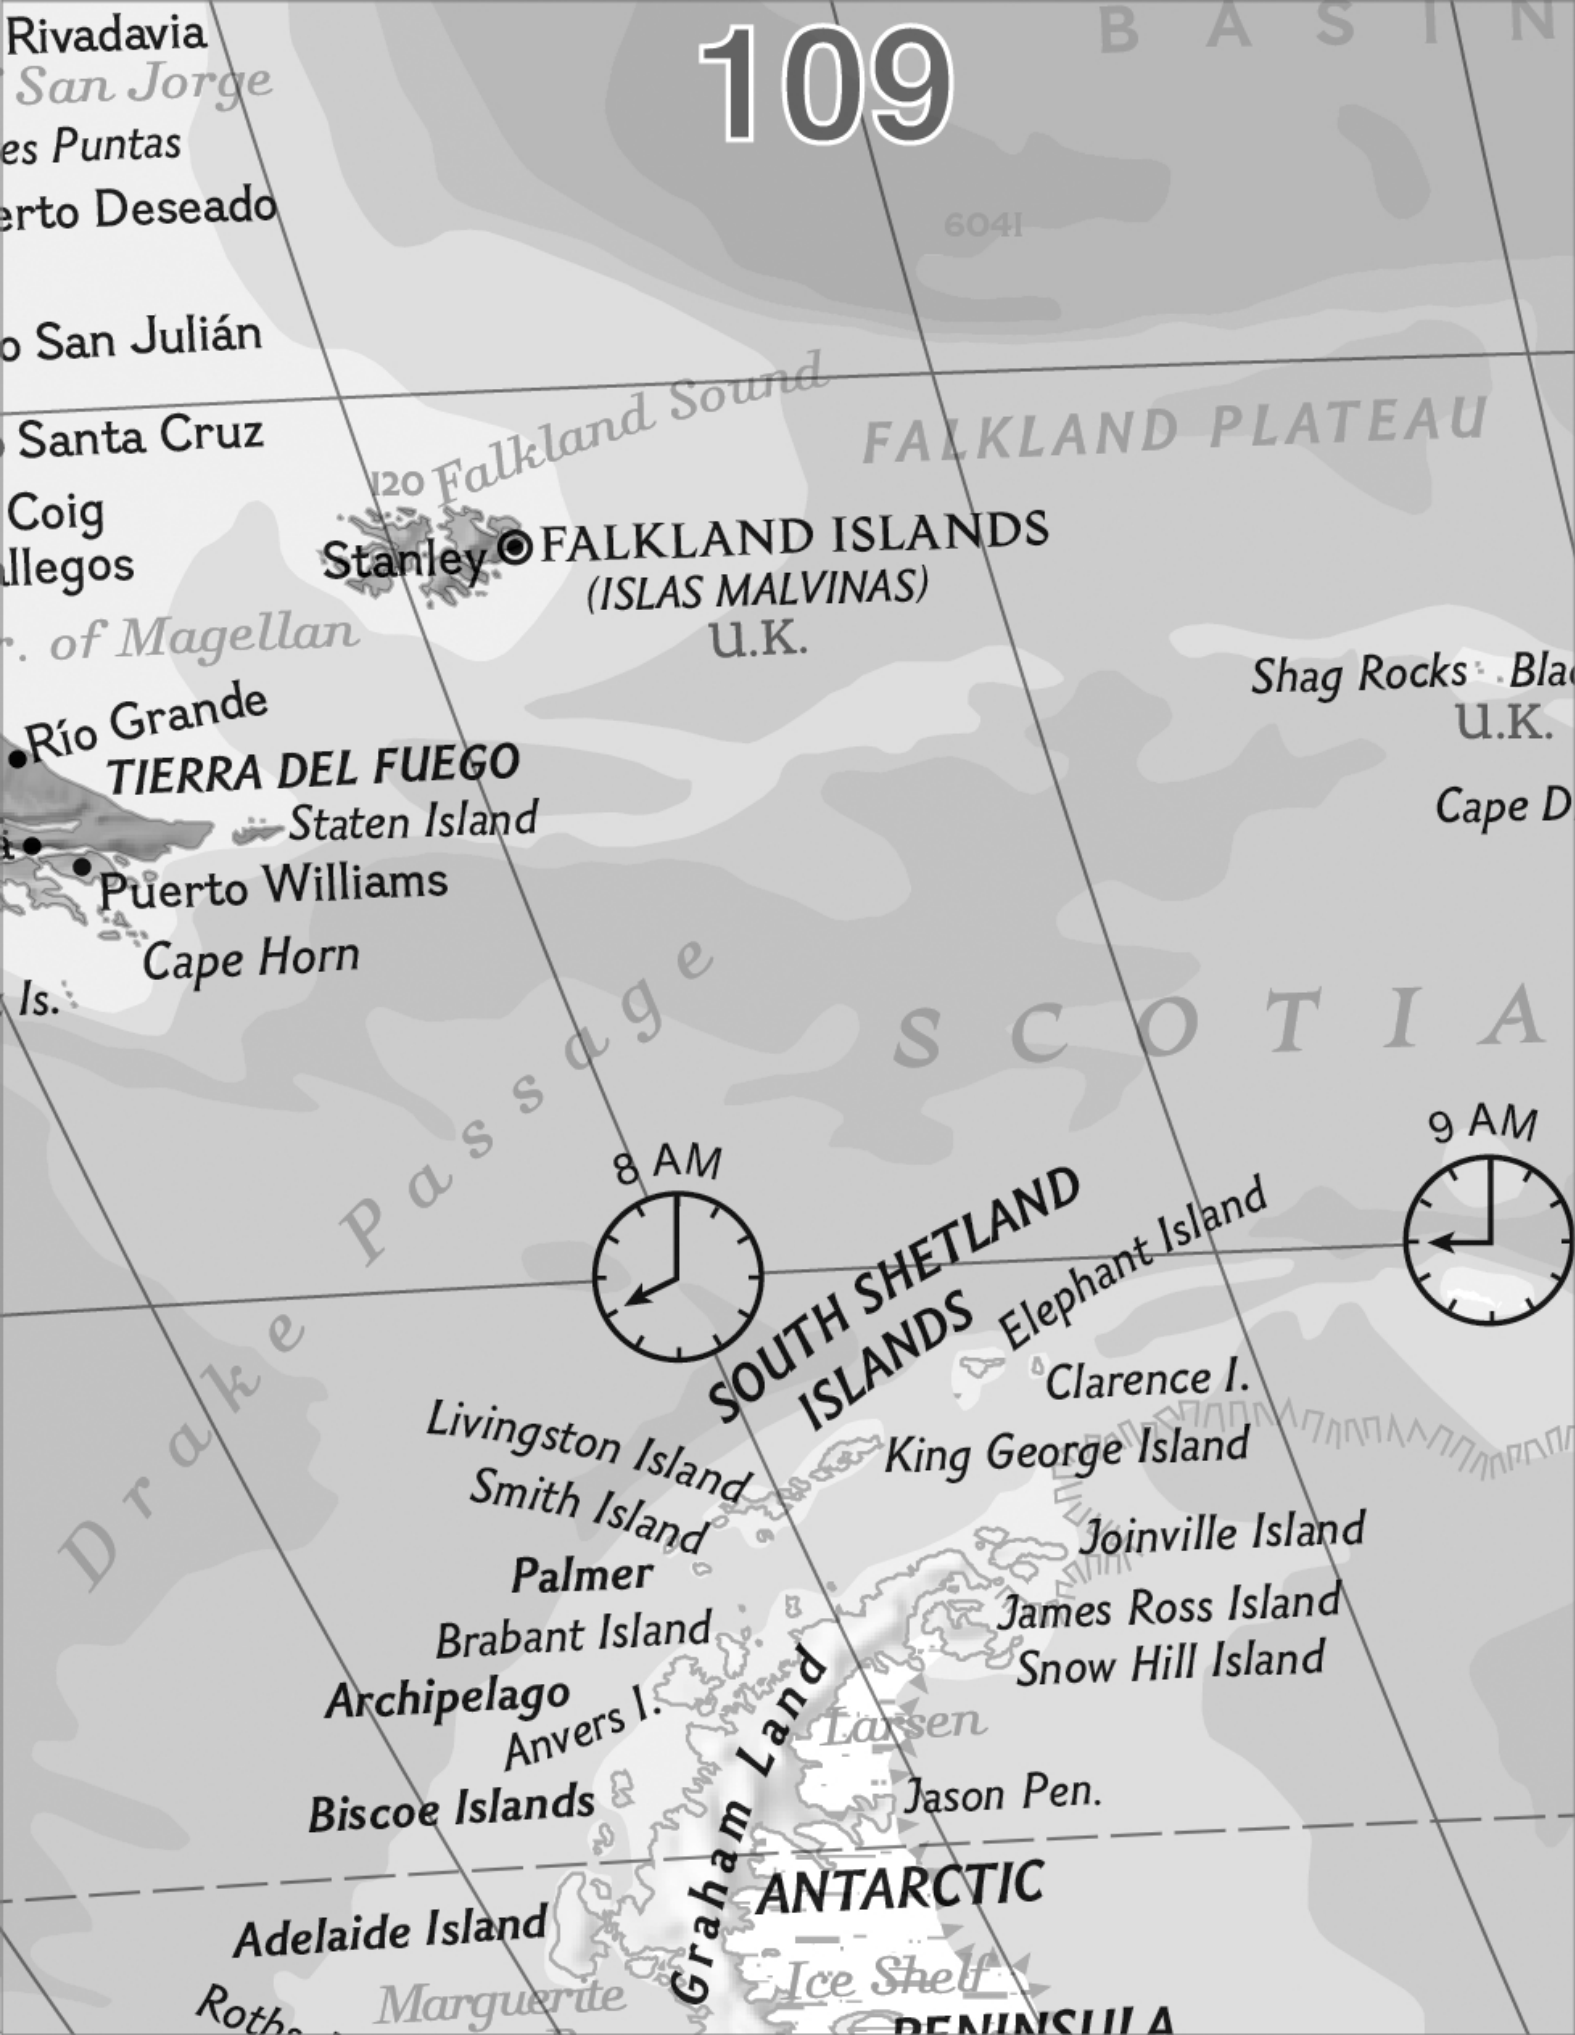 Rivadavia
109
BASIN
San Jorge
es Puntas
erto Deseado
6041
o San Julián
Falkland Sound
FALKLAND PLATEAU
Santa Cruz
120
Coig
FALKLAND ISLANDS
Stanley
allegos
(ISLAS MALVINAS)
U.K.
r. of Magellan
Shag Rocks
Blac
U.K.
Río Grande
TIERRA DEL FUEGO
Staten Island
Cape D
Puerto Williams
Cape Horn
Is.
SCOTIA
Drake Passage
8 AM
9 AM
SOUTH SHETLAND
ISLANDS
Elephant Island
Clarence I.
Livingston Island
King George Island
Smith Island
Joinville Island
Palmer
James Ross Island
Brabant Island
Snow Hill Island
Archipelago
Anvers I.
Larsen
Graham Land
Jason Pen.
Biscoe Islands
ANTARCTIC
Adelaide Island
Ice Shelf
Marguerite
Roths
PENINSULA